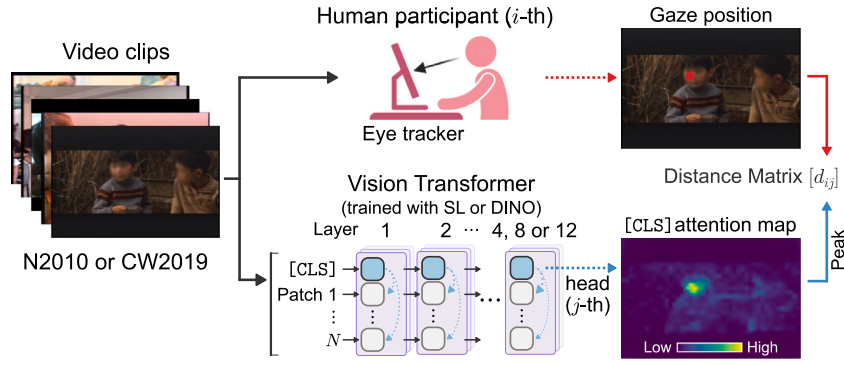 Human participant (i-th)
Gaze position
Video clips
Eye tracker
Distance Matrix [d_{ij}]
Vision Transformer
(trained with SL or DINO)
Layer 1 2 ··· 4, 8 or 12
[CLS] attention map
N2010 or CW2019
[CLS]
Patch 1
⋮
N
···
head
(j-th)
Peak
Low High